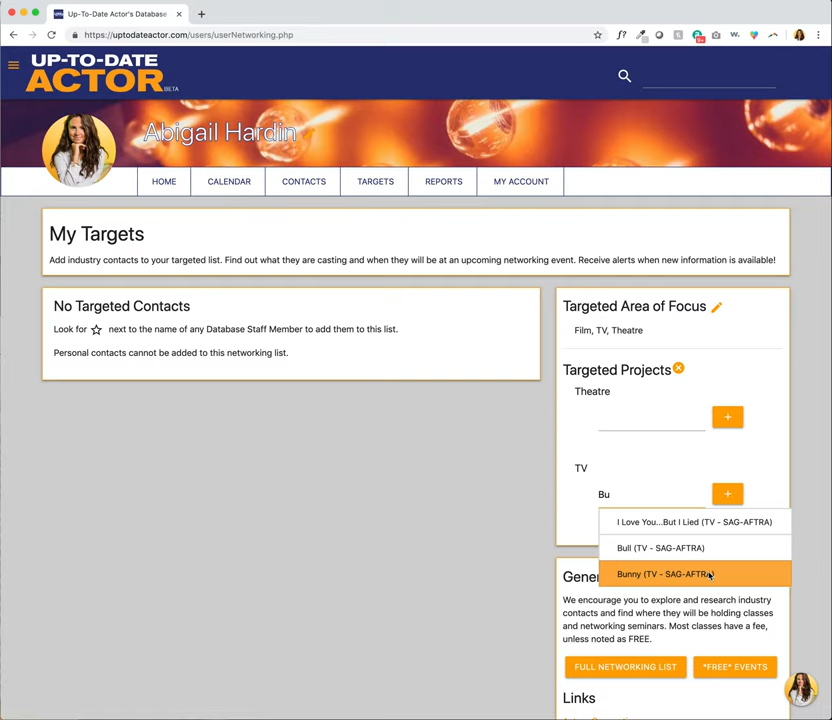 Up-To-Date Actor's Database
https://uptodateactor.com/users/userNetworking.php
UP-TO-DATE
ACTOR BETA
Abigail Hardin
HOME
CALENDAR
CONTACTS
TARGETS
REPORTS
MY ACCOUNT
My Targets
Add industry contacts to your targeted list. Find out what they are casting and when they will be at an upcoming networking event. Receive alerts when new information is available!
No Targeted Contacts
Look for ☆ next to the name of any Database Staff Member to add them to this list.
Personal contacts cannot be added to this networking list.
Targeted Area of Focus
Film, TV, Theatre
Targeted Projects
Theatre
+
TV
Bu
+
I Love You...But I Lied (TV - SAG-AFTRA)
Bull (TV - SAG-AFTRA)
Bunny (TV - SAG-AFTRA)
We encourage you to explore and research industry
contacts and find where they will be holding classes
and networking seminars. Most classes have a fee,
unless noted as FREE.
FULL NETWORKING LIST
*FREE* EVENTS
Links